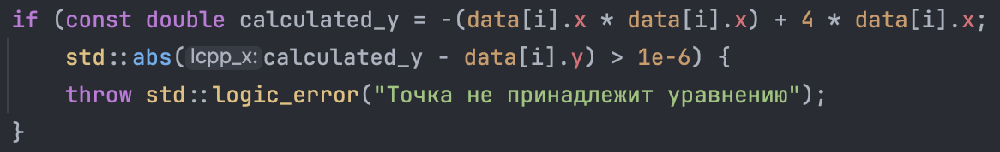 if (const double calculated_y = -(data[i].x * data[i].x) + 4 * data[i].x;
std::abs(lcpp_x:calculated_y - data[i].y) > 1e-6) {
throw std::logic_error("Точка не принадлежит уравнению");
}